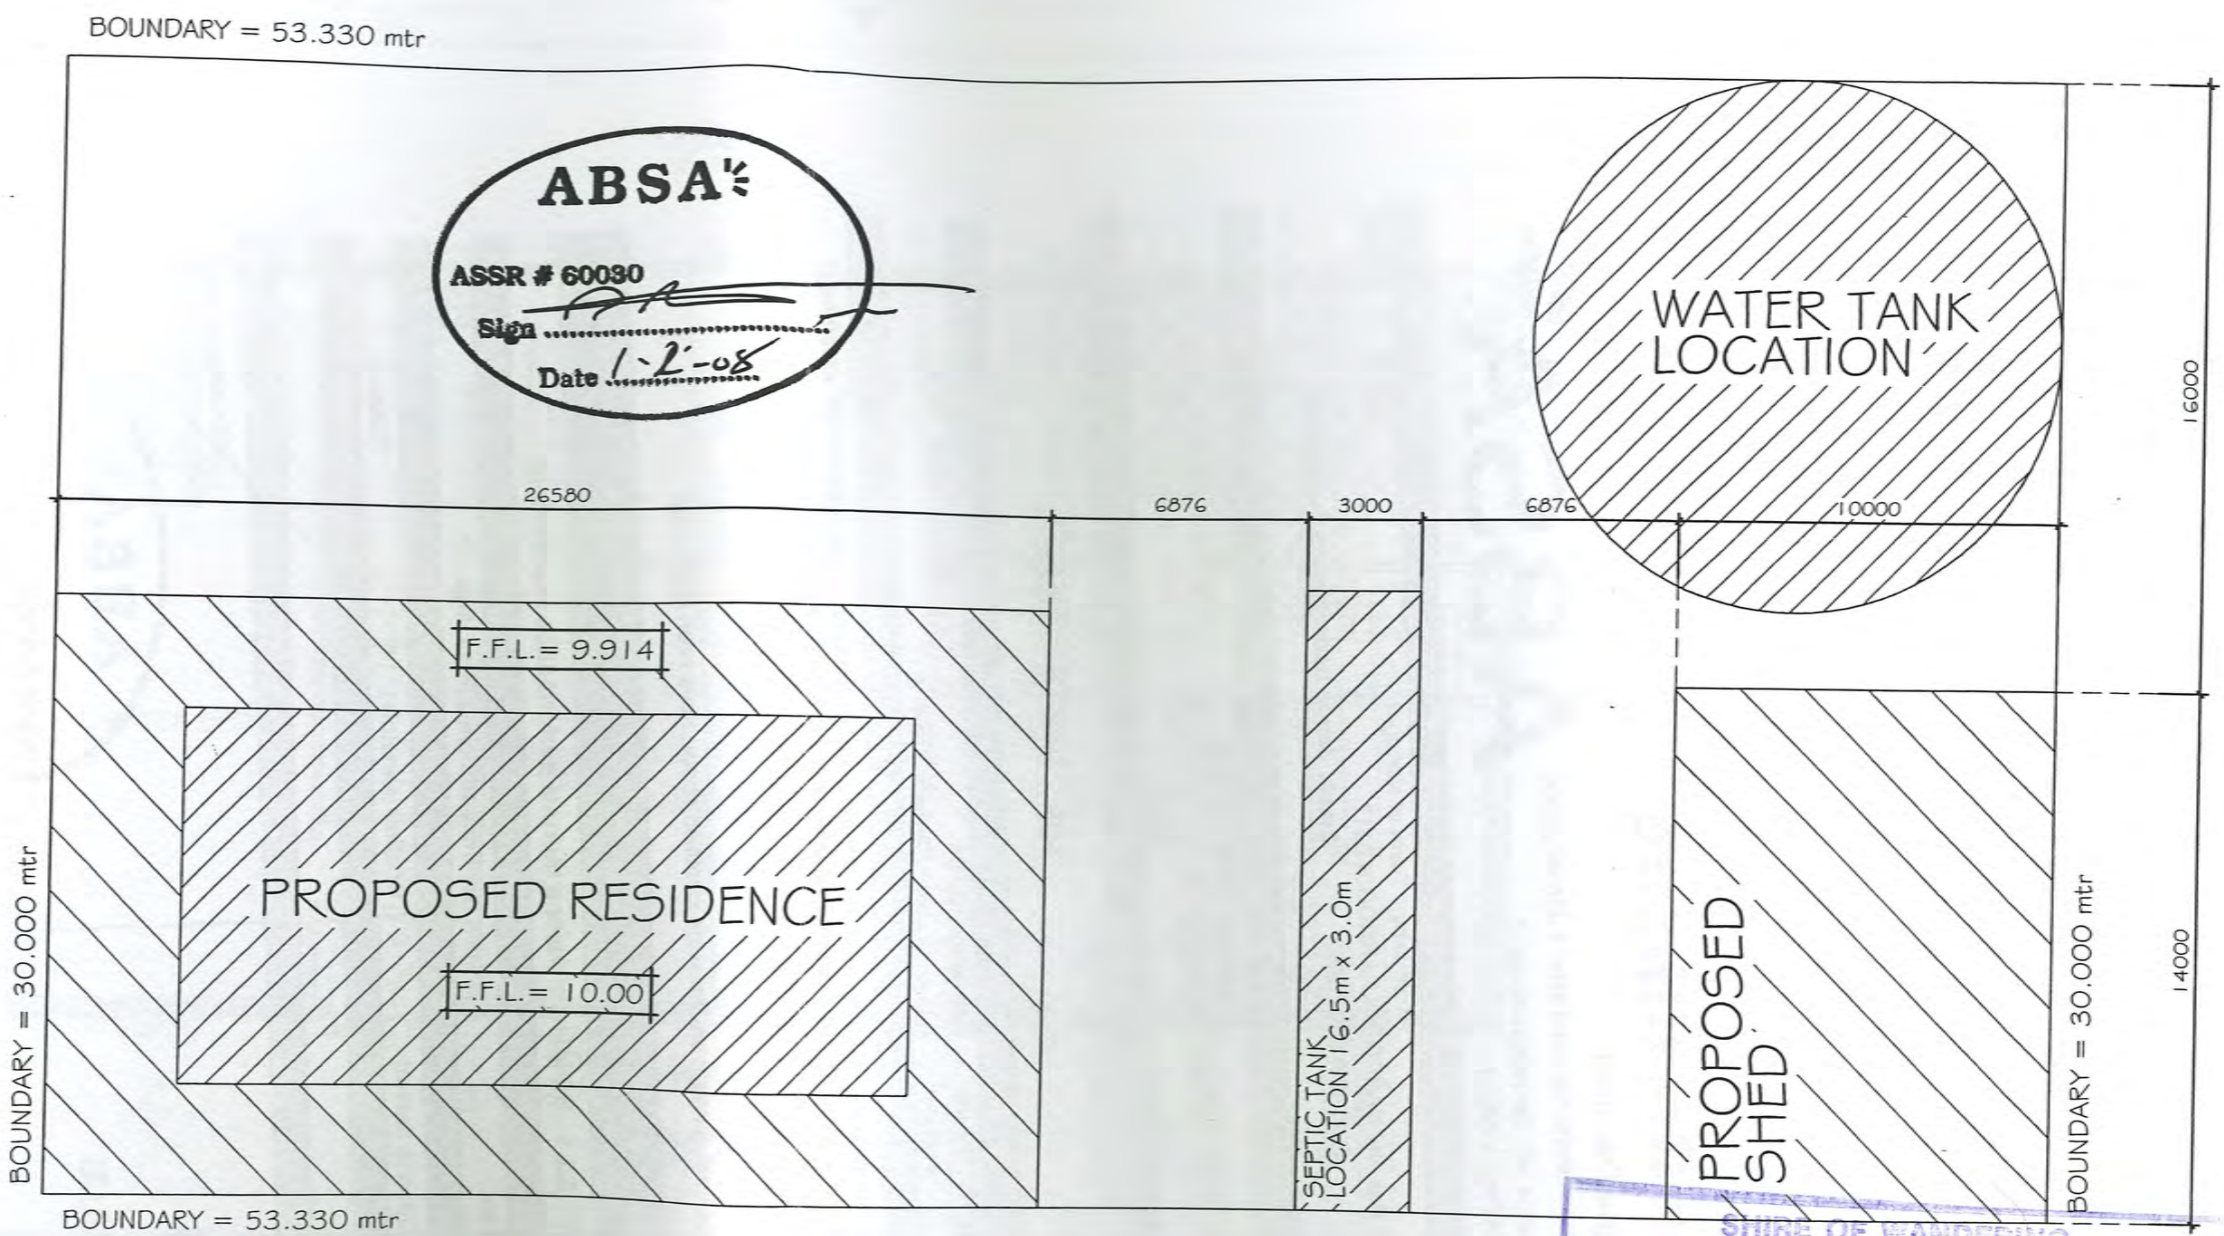 BOUNDARY = 53.330 mtr
ABSA
ASSR # 60030
Sign
Date 1-2-08
WATER TANK
LOCATION
16000
26580
6876
3000
6876
10000
F.F.L.= 9.914
PROPOSED RESIDENCE
F.F.L.= 10.00
SEPTIC TANK
LOCATION 16.5m x 3.0m
PROPOSED
SHED
14000
BOUNDARY = 30.000 mtr
BOUNDARY = 30.000 mtr
BOUNDARY = 53.330 mtr
SHIRE OF WANDERING